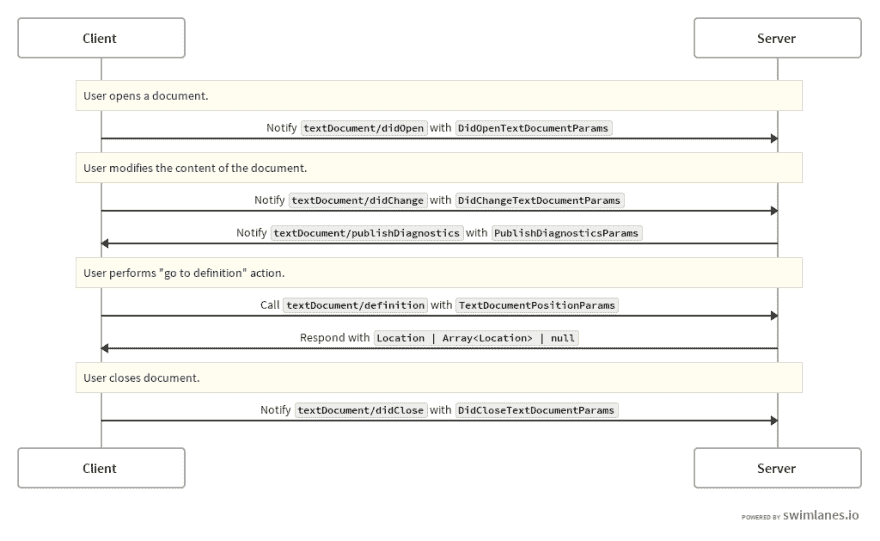 Client Server
User opens a document.
Notify textDocument/didOpen with DidOpenTextDocumentParams
User modifies the content of the document.
Notify textDocument/didChange with DidChangeTextDocumentParams
Notify textDocument/publishDiagnostics with PublishDiagnosticsParams
User performs "go to definition" action.
Call textDocument/definition with TextDocumentPositionParams
Respond with Location | Array<Location> | null
User closes document.
Notify textDocument/didClose with DidCloseTextDocumentParams
Client Server
POWERED BY swimlanes.io